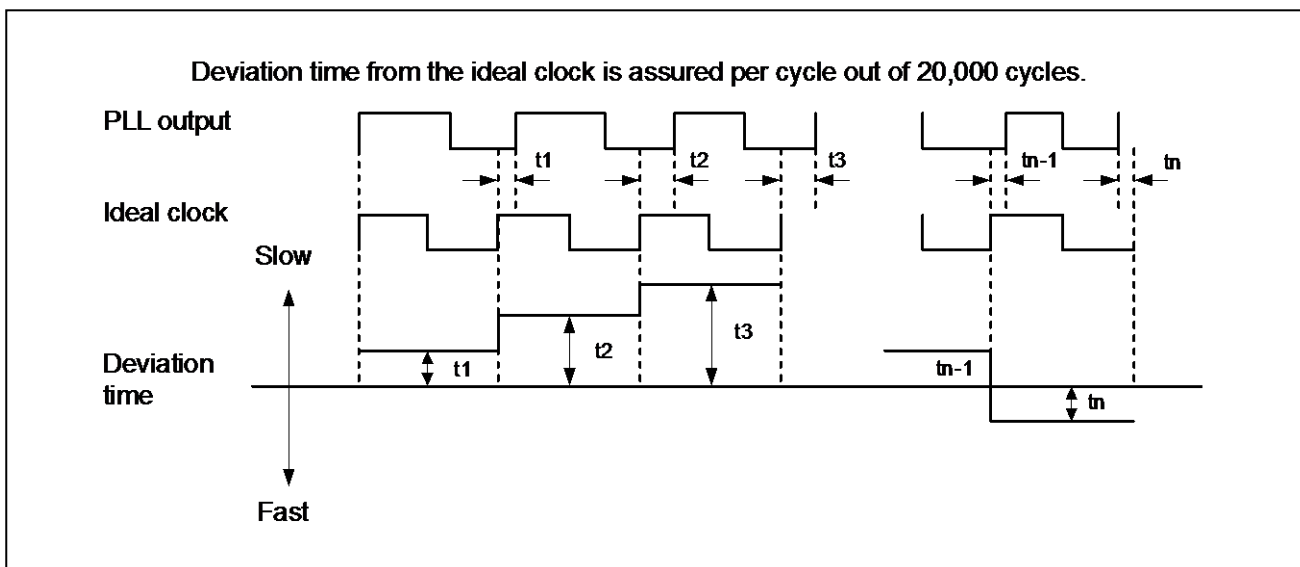 Deviation time from the ideal clock is assured per cycle out of 20,000 cycles.
PLL output
t1
t2
t3
tn-1
tn
Ideal clock
Slow
t1
t2
t3
Deviation
time
tn-1
tn
Fast